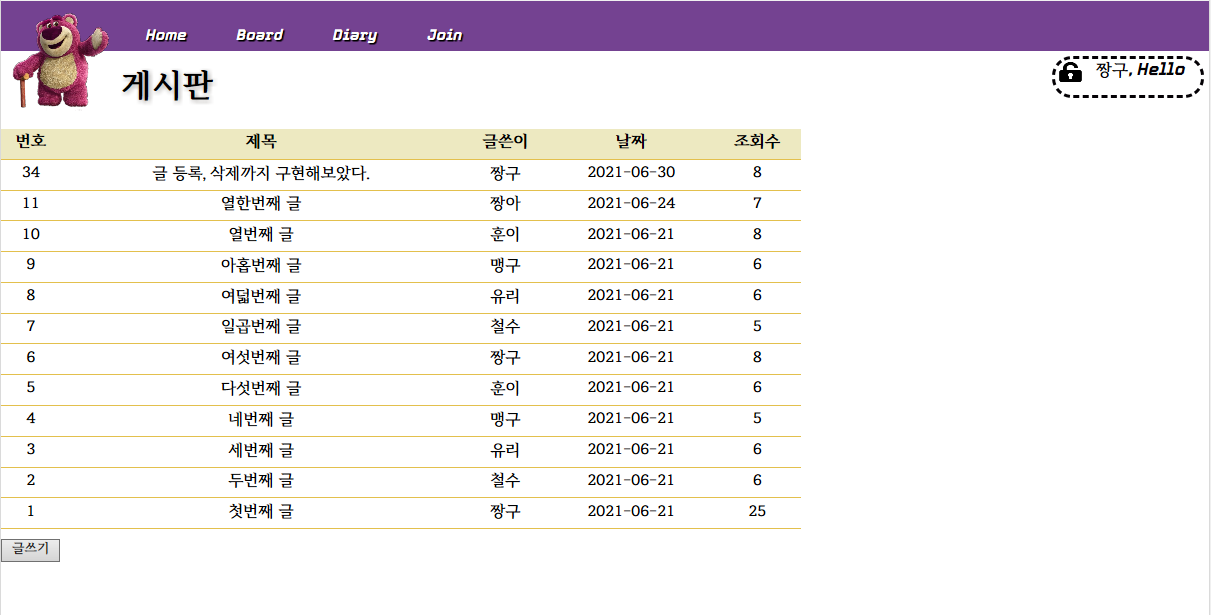 Home Board Diary Join
게시판
짱구, Hello
번호 제목 글쓴이 날짜 조회수
34 글 등록, 삭제까지 구현해보았다. 짱구 2021-06-30 8
11 열한번째 글 짱아 2021-06-24 7
10 열번째 글 훈이 2021-06-21 8
9 아홉번째 글 맹구 2021-06-21 6
8 여덟번째 글 유리 2021-06-21 6
7 일곱번째 글 철수 2021-06-21 5
6 여섯번째 글 짱구 2021-06-21 8
5 다섯번째 글 훈이 2021-06-21 6
4 네번째 글 맹구 2021-06-21 5
3 세번째 글 유리 2021-06-21 6
2 두번째 글 철수 2021-06-21 6
1 첫번째 글 짱구 2021-06-21 25
글쓰기